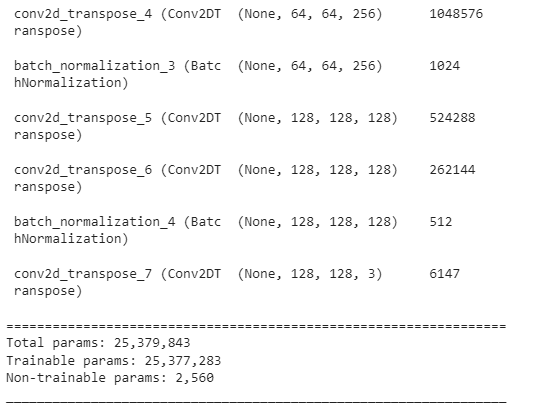 conv2d_transpose_4 (Conv2DT  (None, 64, 64, 256)      1048576
ranspose)
batch_normalization_3 (Batc  (None, 64, 64, 256)      1024
hNormalization)
conv2d_transpose_5 (Conv2DT  (None, 128, 128, 128)    524288
ranspose)
conv2d_transpose_6 (Conv2DT  (None, 128, 128, 128)    262144
ranspose)
batch_normalization_4 (Batc  (None, 128, 128, 128)    512
hNormalization)
conv2d_transpose_7 (Conv2DT  (None, 128, 128, 3)      6147
ranspose)
=================================================================
Total params: 25,379,843
Trainable params: 25,377,283
Non-trainable params: 2,560
_________________________________________________________________